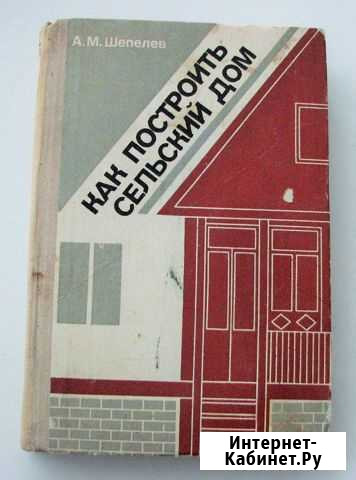 А.М. Шепелев
КАК ПОСТРОИТЬ
СЕЛЬСКИЙ ДОМ
Интернет-
Кабинет.Ру